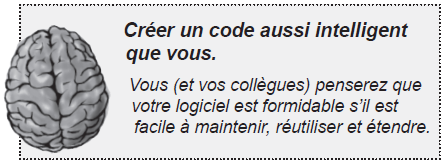 Créer un code aussi intelligent
que vous.
Vous (et vos collègues) penserez que
votre logiciel est formidable s'il est
facile à maintenir, réutiliser et étendre.